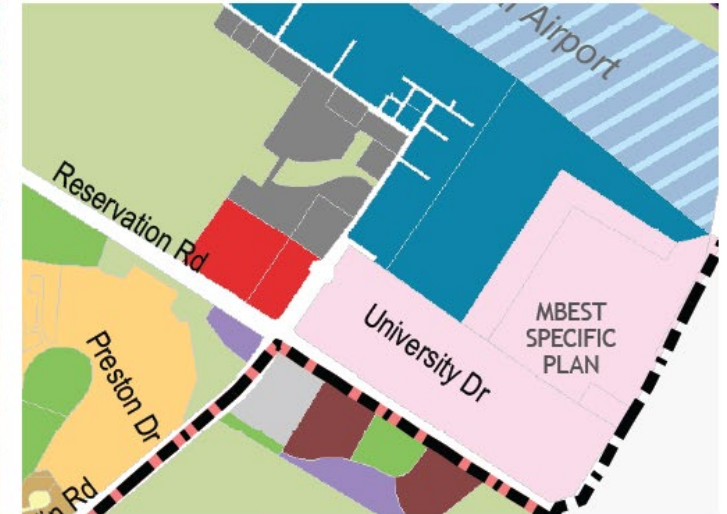 Airport
Reservation Rd
University Dr
MBEST
SPECIFIC
PLAN
Preston Dr
Rd